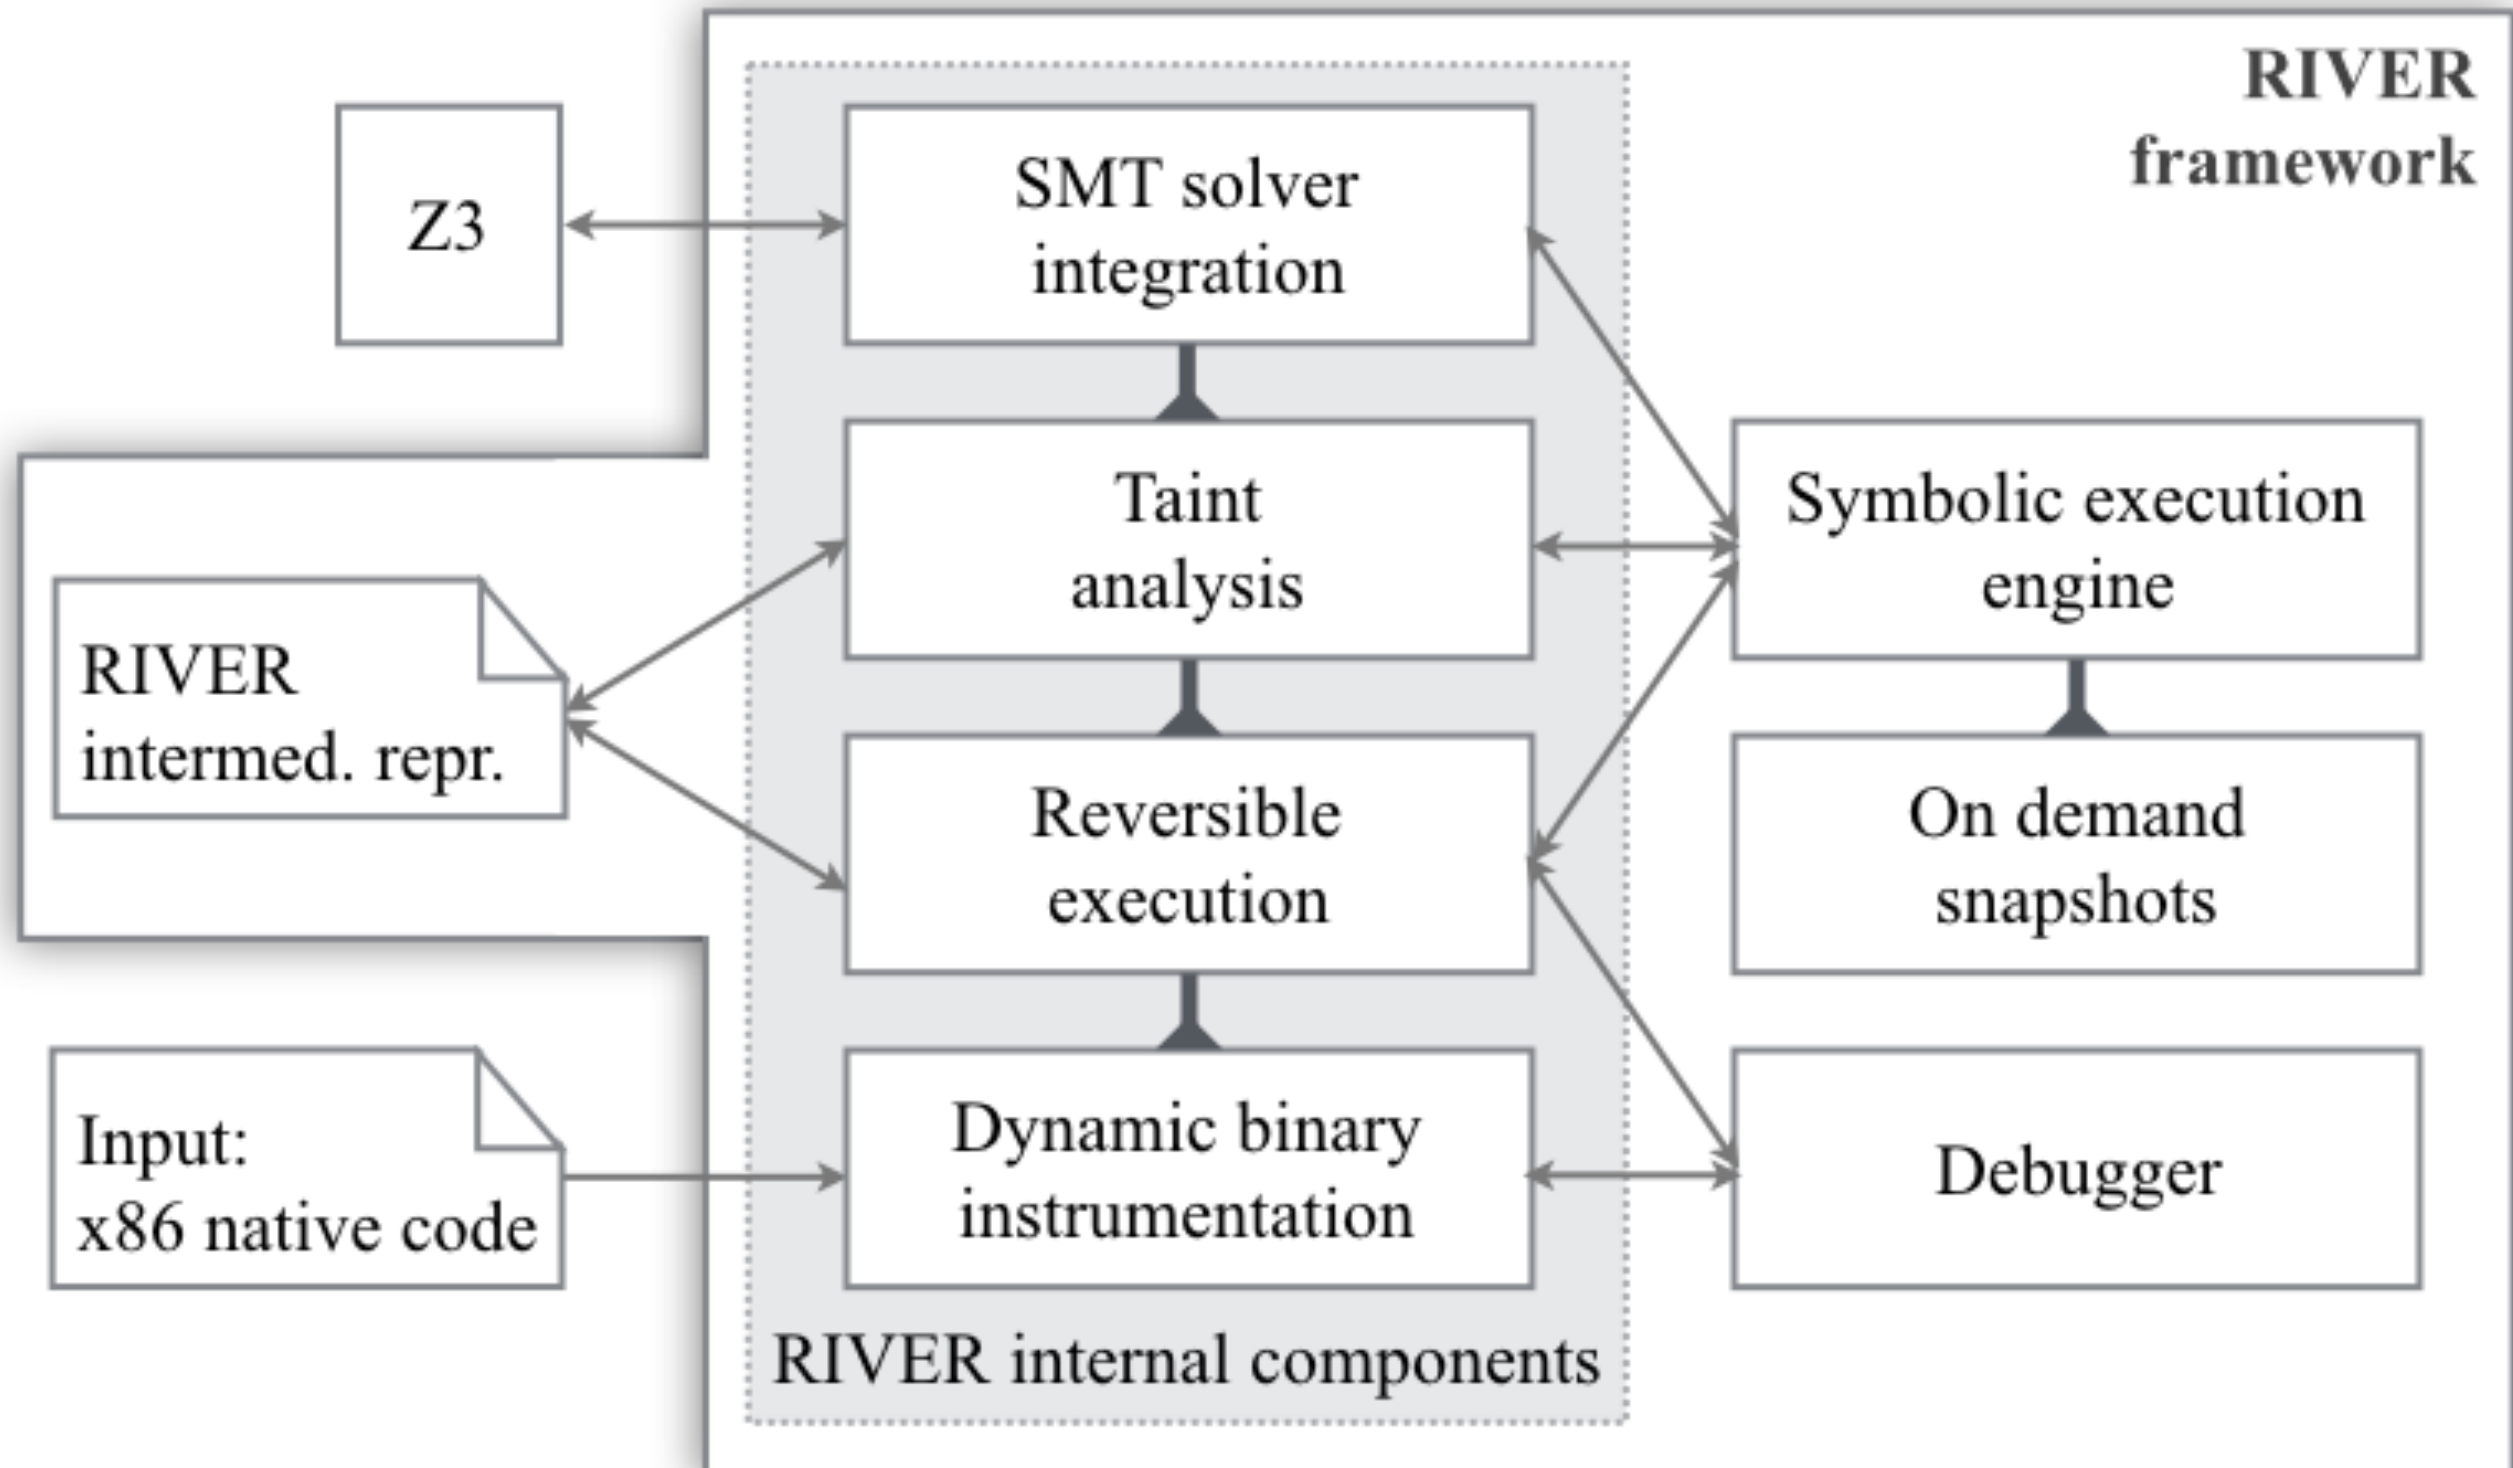 RIVER
framework
Z3
SMT solver
integration
Taint
analysis
Symbolic execution
engine
RIVER
intermed. repr.
Reversible
execution
On demand
snapshots
Input:
x86 native code
Dynamic binary
instrumentation
Debugger
RIVER internal components